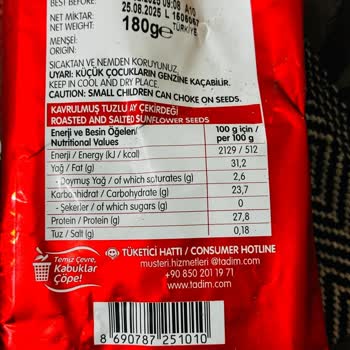 BEST BEFORE:
09:08 A10
25.08.2025 L 1606067
NET MİKTAR:
NET WEIGHT:
180g℮
MENŞEİ:
ORIGIN:
TÜRKİYE
SICAKTAN VE NEMDEN KORUYUNUZ.
UYARI: KÜÇÜK ÇOCUKLARIN GENZİNE KAÇABİLİR.
KEEP IN COOL AND DRY PLACE.
CAUTION: SMALL CHILDREN CAN CHOKE ON SEEDS.
KAVRULMUŞ TUZLU AY ÇEKİRDEĞİ
ROASTED AND SALTED SUNFLOWER SEEDS
Enerji ve Besin Öğeleri/ 100 g için /
Nutritional Values per 100 g
Enerji / Energy (kJ / kcal) 2129 / 512
Yağ / Fat (g) 31,2
- Doymuş Yağ / of which saturates (g) 2,6
Karbonhidrat / Carbohydrate (g) 23,7
- Şekerler / of which sugars (g) 0
Protein / Protein (g) 27,8
Tuz / Salt (g) 0,18
Temiz Çevre,
Kabuklar
Çöpe!
TÜKETİCİ HATTI / CONSUMER HOTLINE
musteri.hizmetleri @tadim.com
+90 850 201 19 71
www.tadim.com
8 690787 251010